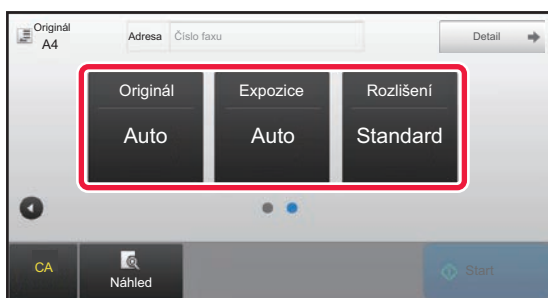 Originál
A4
Adresa Číslo faxu
Detail
Originál Expozice Rozlišení
Auto Auto Standard
CA
Náhled
Start